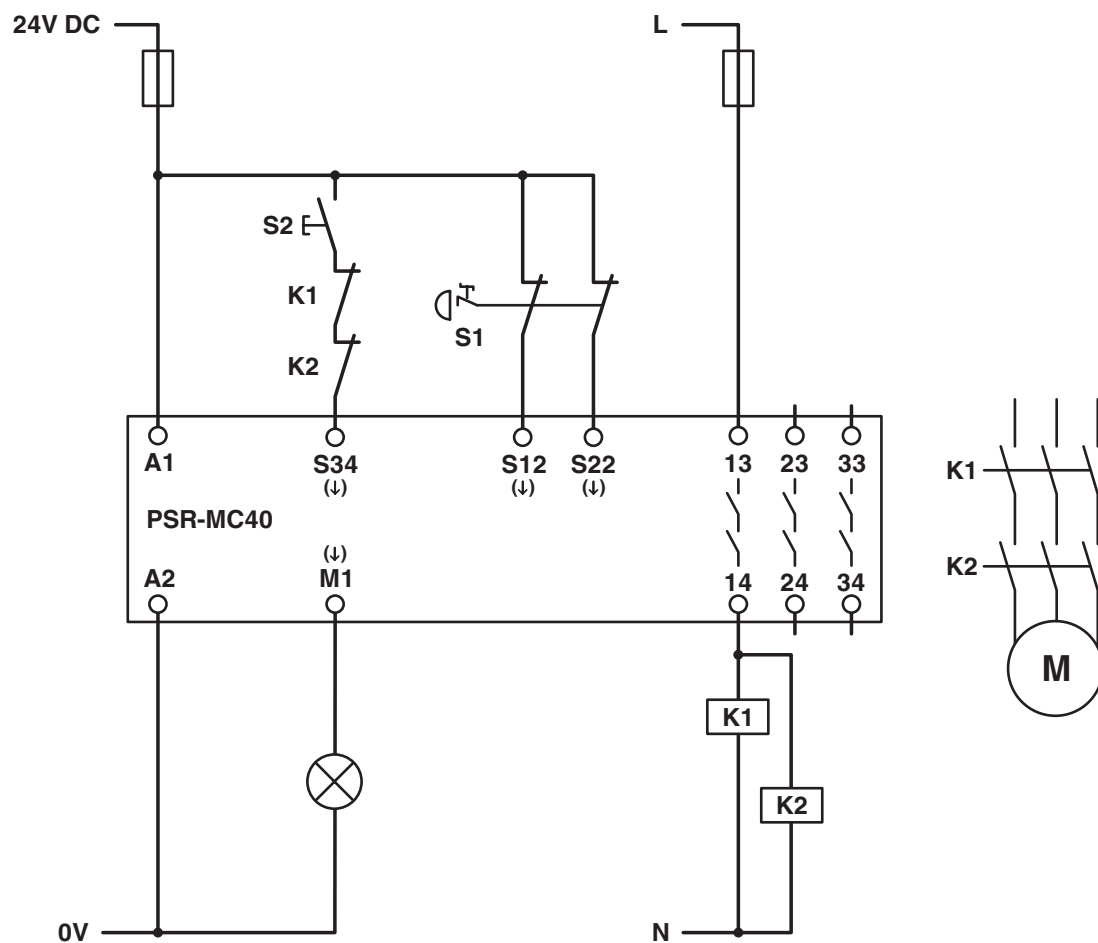 24V DC
L
S2
K1
K2
S1
A1
S34
S12
S22
13
23
33
(↓)
(↓)
(↓)
PSR-MC40
K1
(↓)
A2
M1
14
24
34
K2
M
K1
K2
0V
N